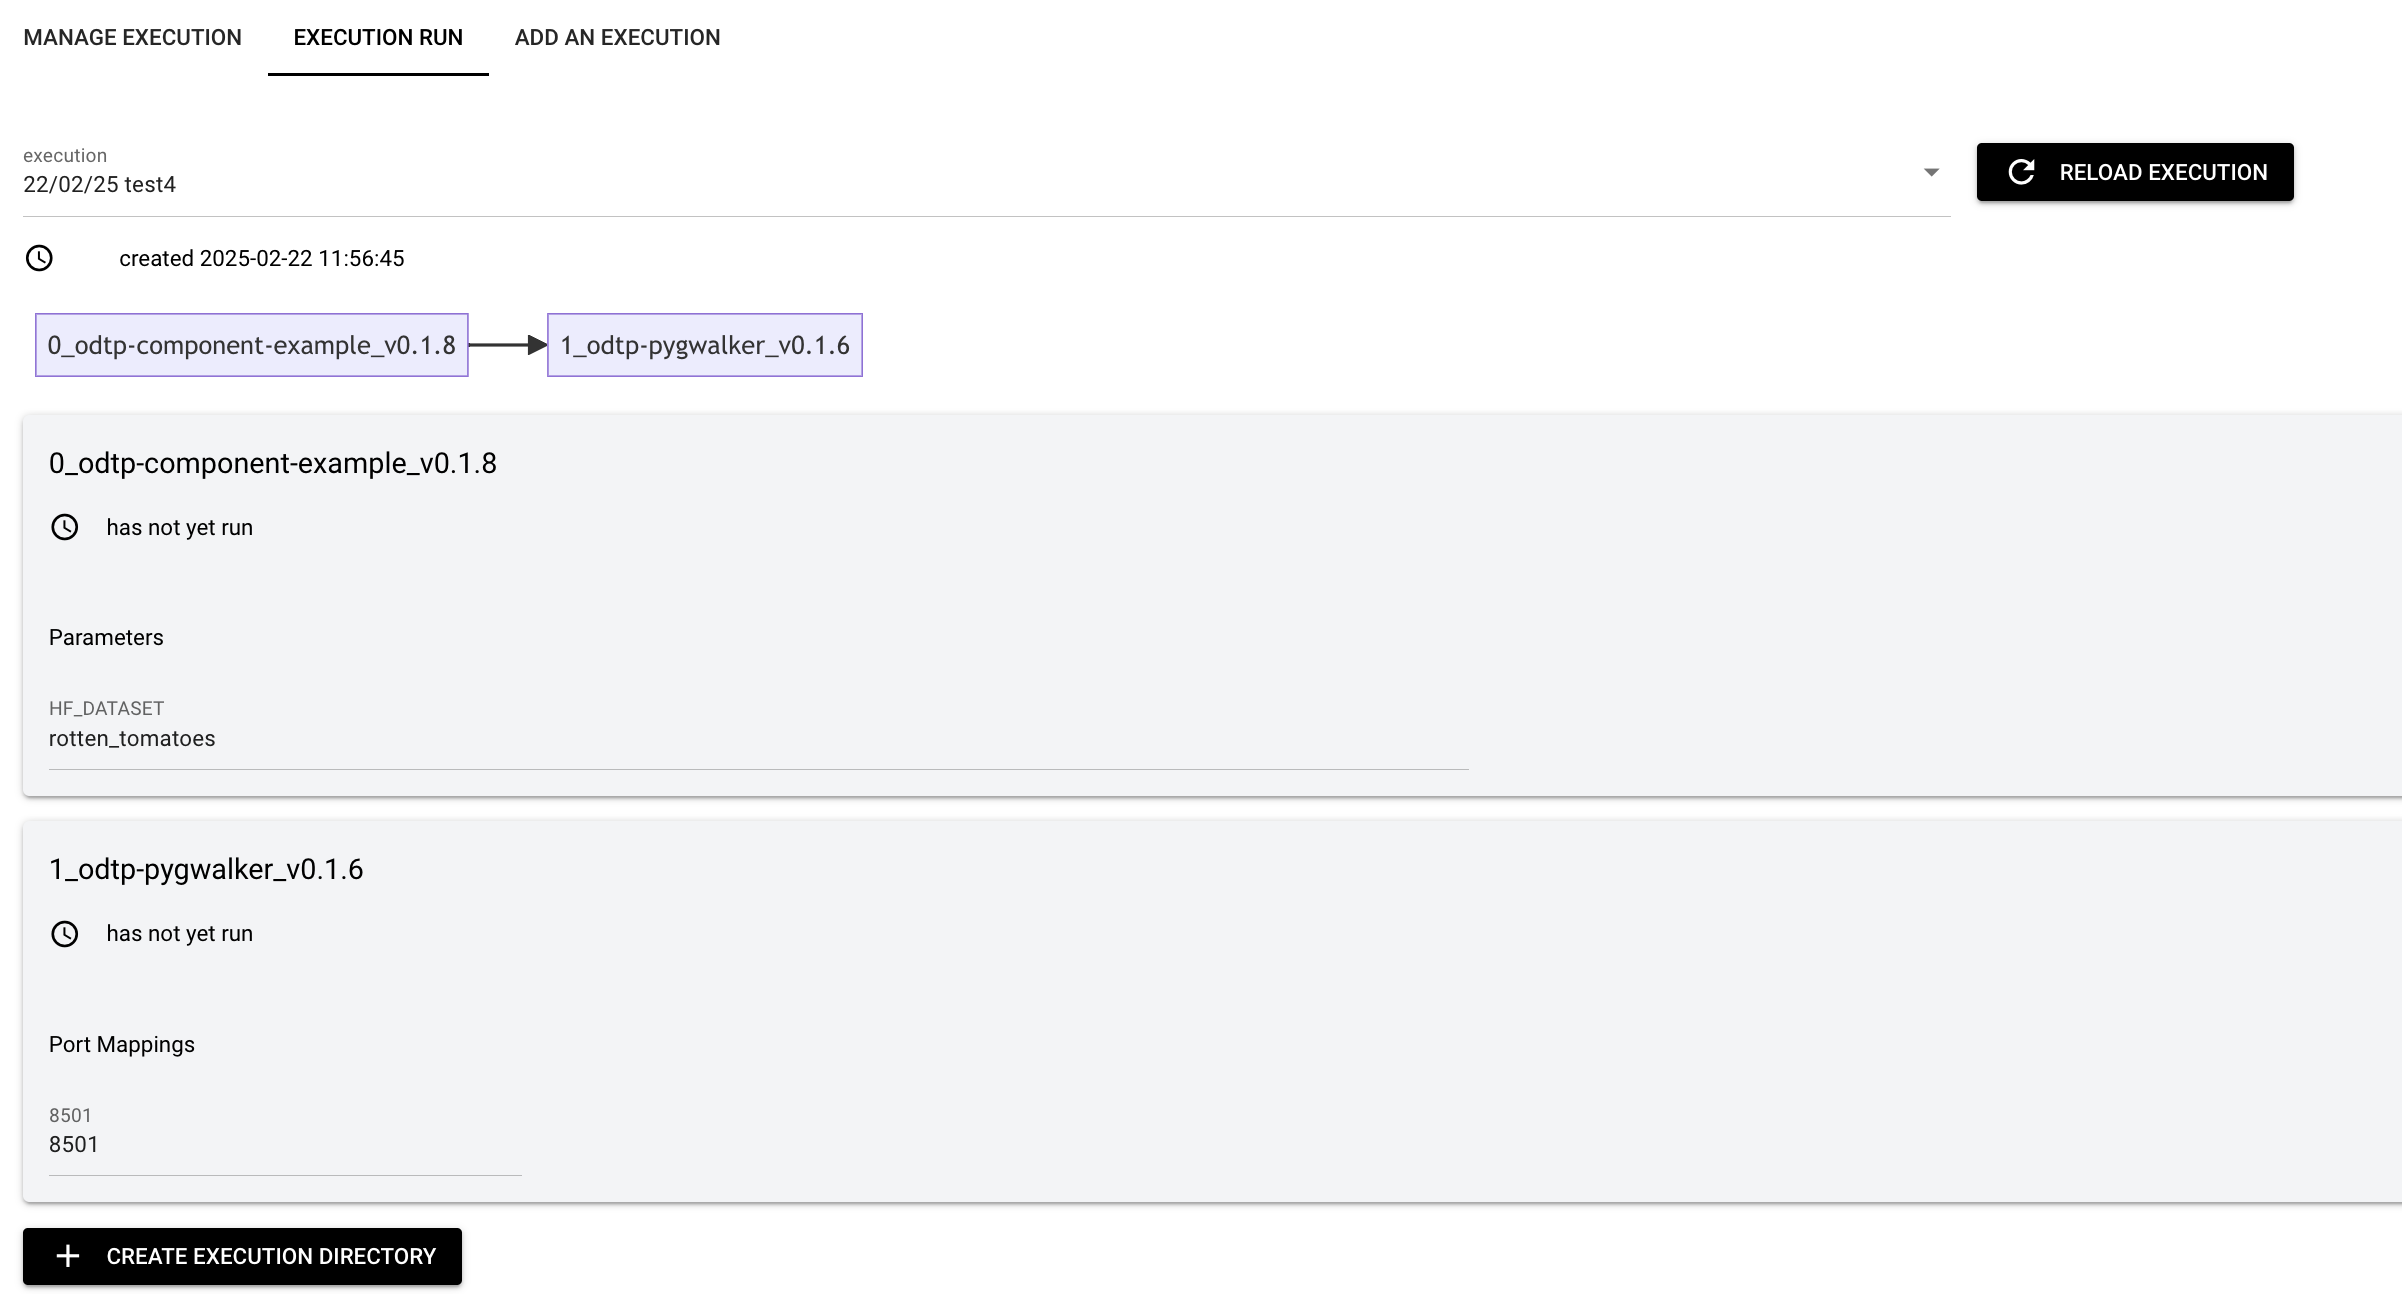 MANAGE EXECUTION EXECUTION RUN ADD AN EXECUTION
execution
22/02/25 test4
RELOAD EXECUTION
created 2025-02-22 11:56:45
0_odtp-component-example_v0.1.8 1_odtp-pygwalker_v0.1.6
0_odtp-component-example_v0.1.8
has not yet run
Parameters
HF_DATASET
rotten_tomatoes
1_odtp-pygwalker_v0.1.6
has not yet run
Port Mappings
8501
8501
CREATE EXECUTION DIRECTORY